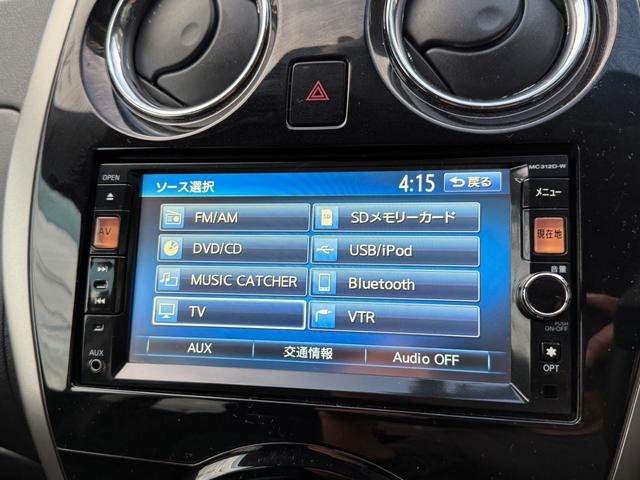 MC312D-W
OPEN
ソース選択
4:15
戻る
メニュー
AV
FM/AM
SD
SDメモリーカード
現在地
DVD/CD
USB/iPod
音量
MUSIC CATCHER
Bluetooth
TV
VTR
PUSH
ON-OFF
AUX
AUX
交通情報
Audio OFF
OPT